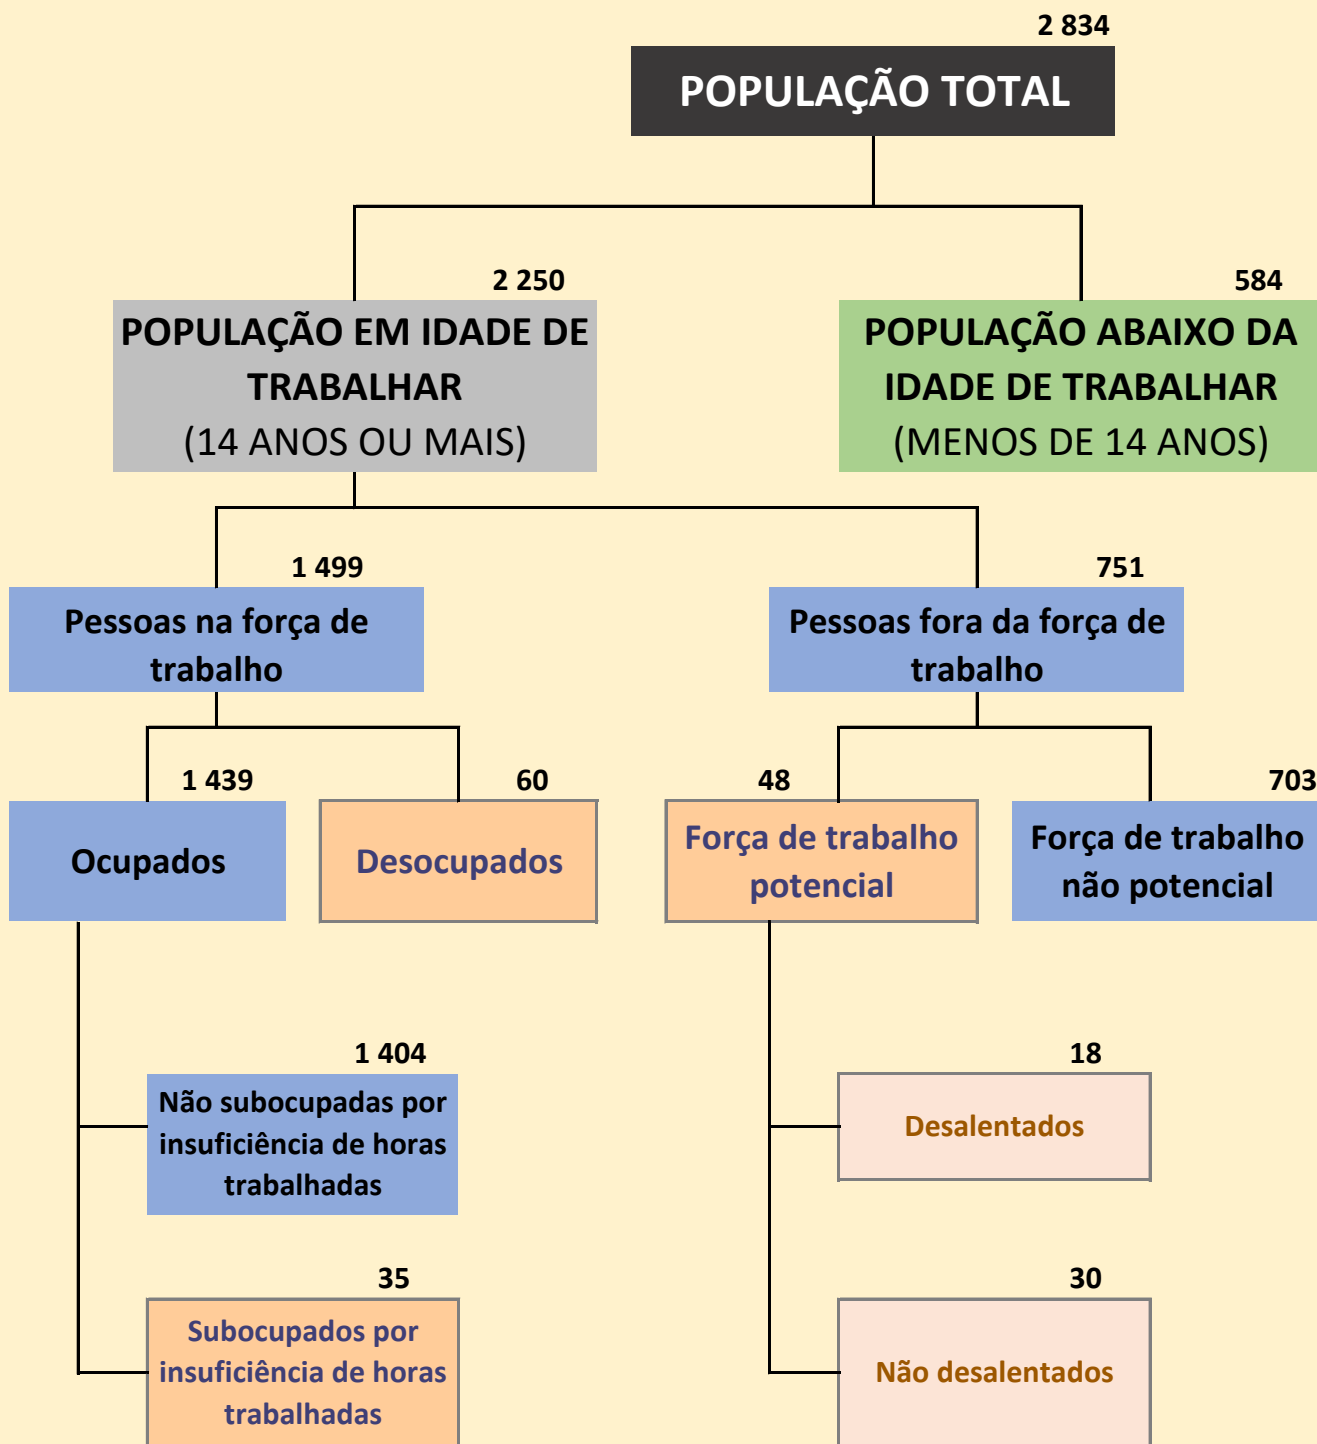 2 834
POPULAÇÃO TOTAL
2 250
POPULAÇÃO EM IDADE DE
TRABALHAR
(14 ANOS OU MAIS)
584
POPULAÇÃO ABAIXO DA
IDADE DE TRABALHAR
(MENOS DE 14 ANOS)
1 499
Pessoas na força de
trabalho
751
Pessoas fora da força de
trabalho
1 439
Ocupados
60
Desocupados
48
Força de trabalho
potencial
703
Força de trabalho
não potencial
1 404
Não subocupadas por
insuficiência de horas
trabalhadas
18
Desalentados
35
Subocupados por
insuficiência de horas
trabalhadas
30
Não desalentados